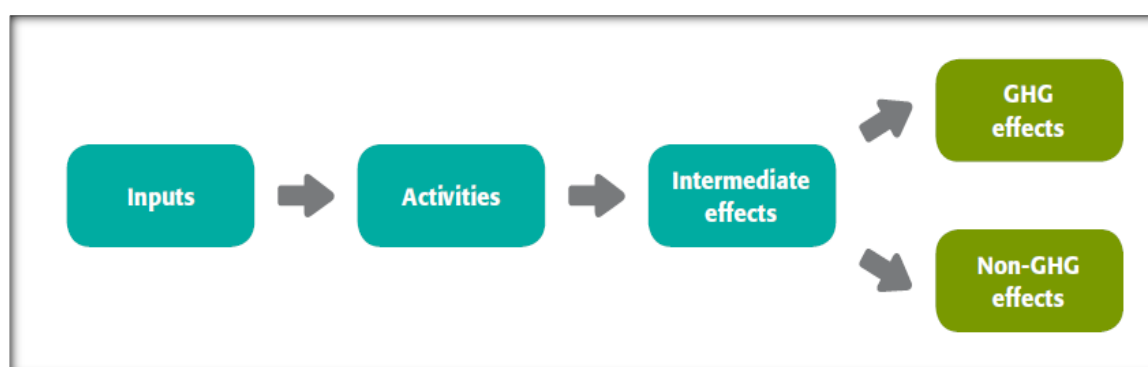 Inputs
Activities
Intermediate
effects
GHG
effects
Non-GHG
effects